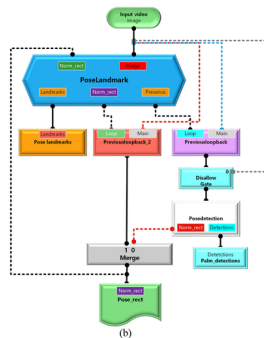 Input video
image
Norm_rect
Image
PoseLandmark
Landmarks
Norm_rect
Presence
Landmarks
Pose landmarks
Loop
Main
Previousloopback_2
Loop
Main
Previousloopback
Disallow
Gate
Posedetection
Norm_rect
Detections
Detetctions
Palm_detections
1 0
Merge
Norm_rect
Pose_rect
(b)